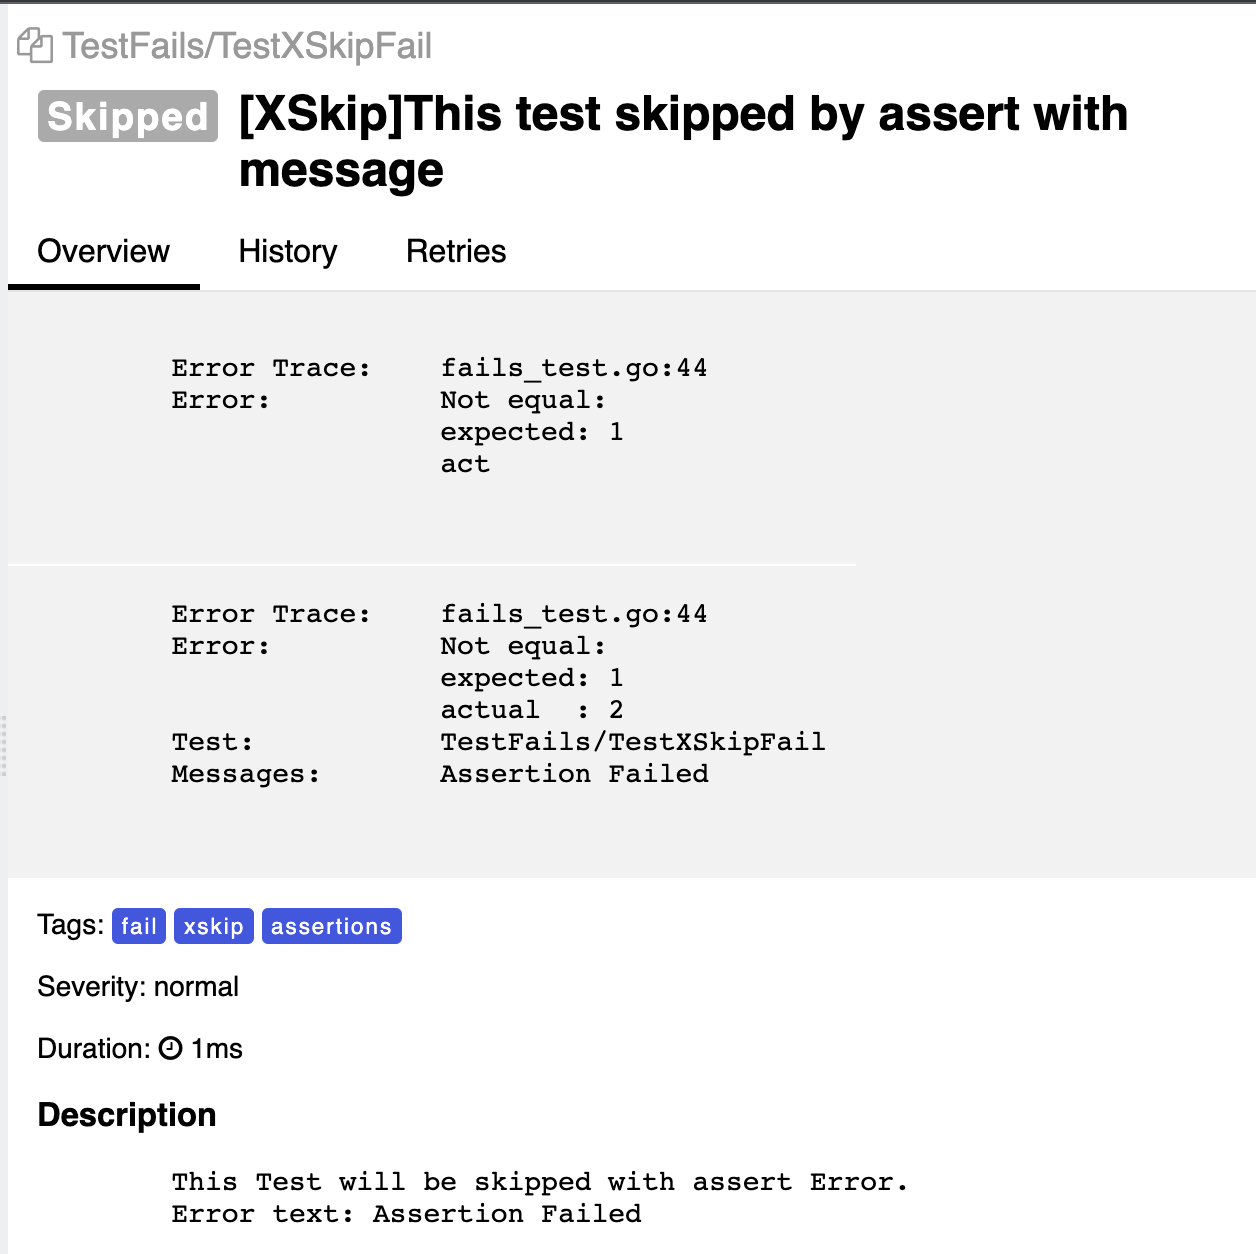 TestFails/TestXSkipFail
Skipped [XSkip]This test skipped by assert with
message
Overview History Retries
Error Trace: fails_test.go:44
Error: Not equal:
expected: 1
act
Error Trace: fails_test.go:44
Error: Not equal:
expected: 1
actual  : 2
Test: TestFails/TestXSkipFail
Messages: Assertion Failed
Tags: fail xskip assertions
Severity: normal
Duration: 1ms
Description
This Test will be skipped with assert Error.
Error text: Assertion Failed